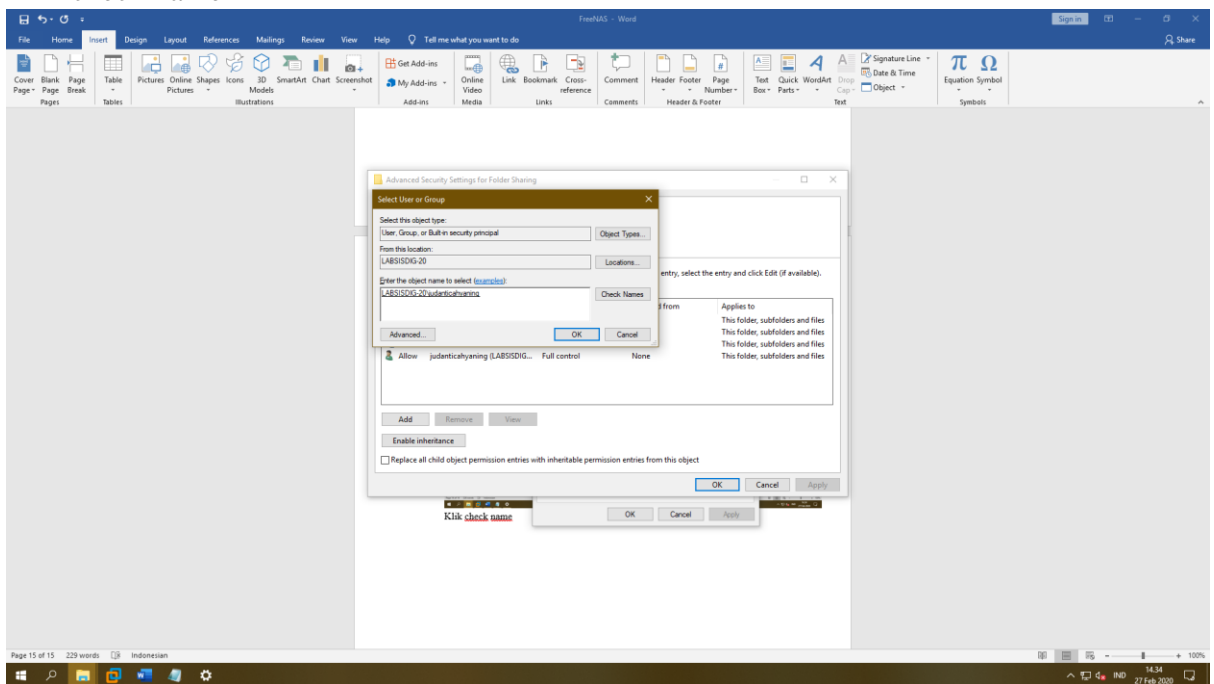 FreeNAS - Word
Sign in
File Home Insert Design Layout References Mailings Review View Help Tell me what you want to do
Share
Cover Page
Blank Page
Page Break
Table
Pictures
Online Pictures
Shapes
Icons
3D Models
SmartArt
Chart
Screenshot
Get Add-ins
My Add-ins
Online Video
Link
Bookmark
Cross-reference
Comment
Header
Footer
Page Number
Text Box
Quick Parts
WordArt
Drop Cap
Signature Line
Date & Time
Object
Equation
Symbol
Pages Tables Illustrations Add-ins Media Links Comments Header & Footer Text Symbols
Advanced Security Settings for Folder Sharing
Select User or Group
Select this object type:
User, Group, or Built-in security principal
Object Types...
From this location:
LABSISDIG-20
Locations...
Enter the object name to select (examples):
LABSISDIG-20\judanticahyaning
Check Names
Advanced...
OK
Cancel
entry, select the entry and click Edit (if available).
d from Applies to
This folder, subfolders and files
This folder, subfolders and files
This folder, subfolders and files
Allow judanticahyaning (LABSISDIG... Full control None This folder, subfolders and files
Add Remove View
Enable inheritance
Replace all child object permission entries with inheritable permission entries from this object
OK Cancel Apply
Klik check name
OK Cancel Apply
Page 15 of 15 229 words Indonesian
100%
IND
14.34
27 Feb 2020